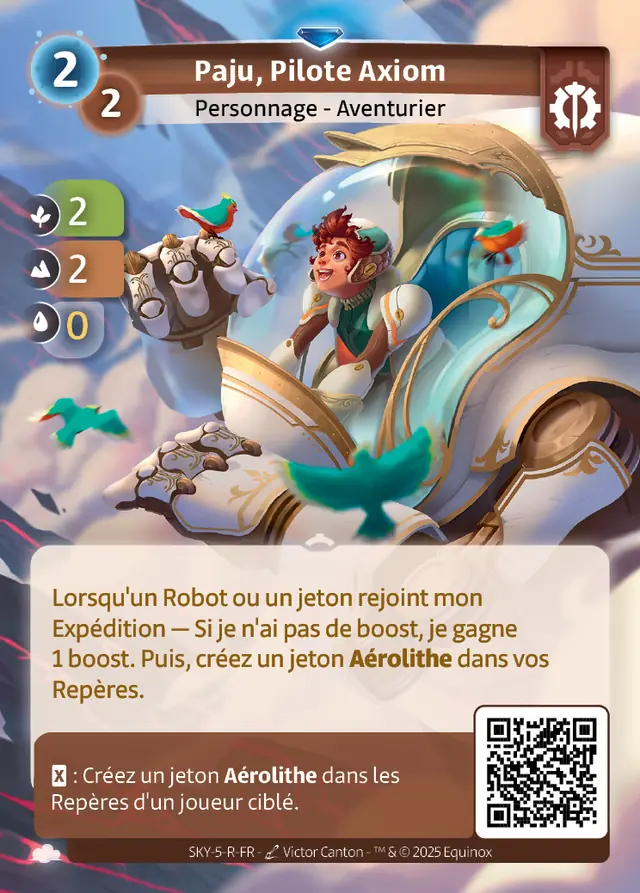 2
2
Paju, Pilote Axiom
Personnage - Aventurier
2
2
0
Lorsqu'un Robot ou un jeton rejoint mon
Expédition — Si je n'ai pas de boost, je gagne
1 boost. Puis, créez un jeton Aérolithe dans vos
Repères.
X : Créez un jeton Aérolithe dans les
Repères d'un joueur ciblé.
SKY-5-R-FR - Victor Canton - ™ & © 2025 Equinox